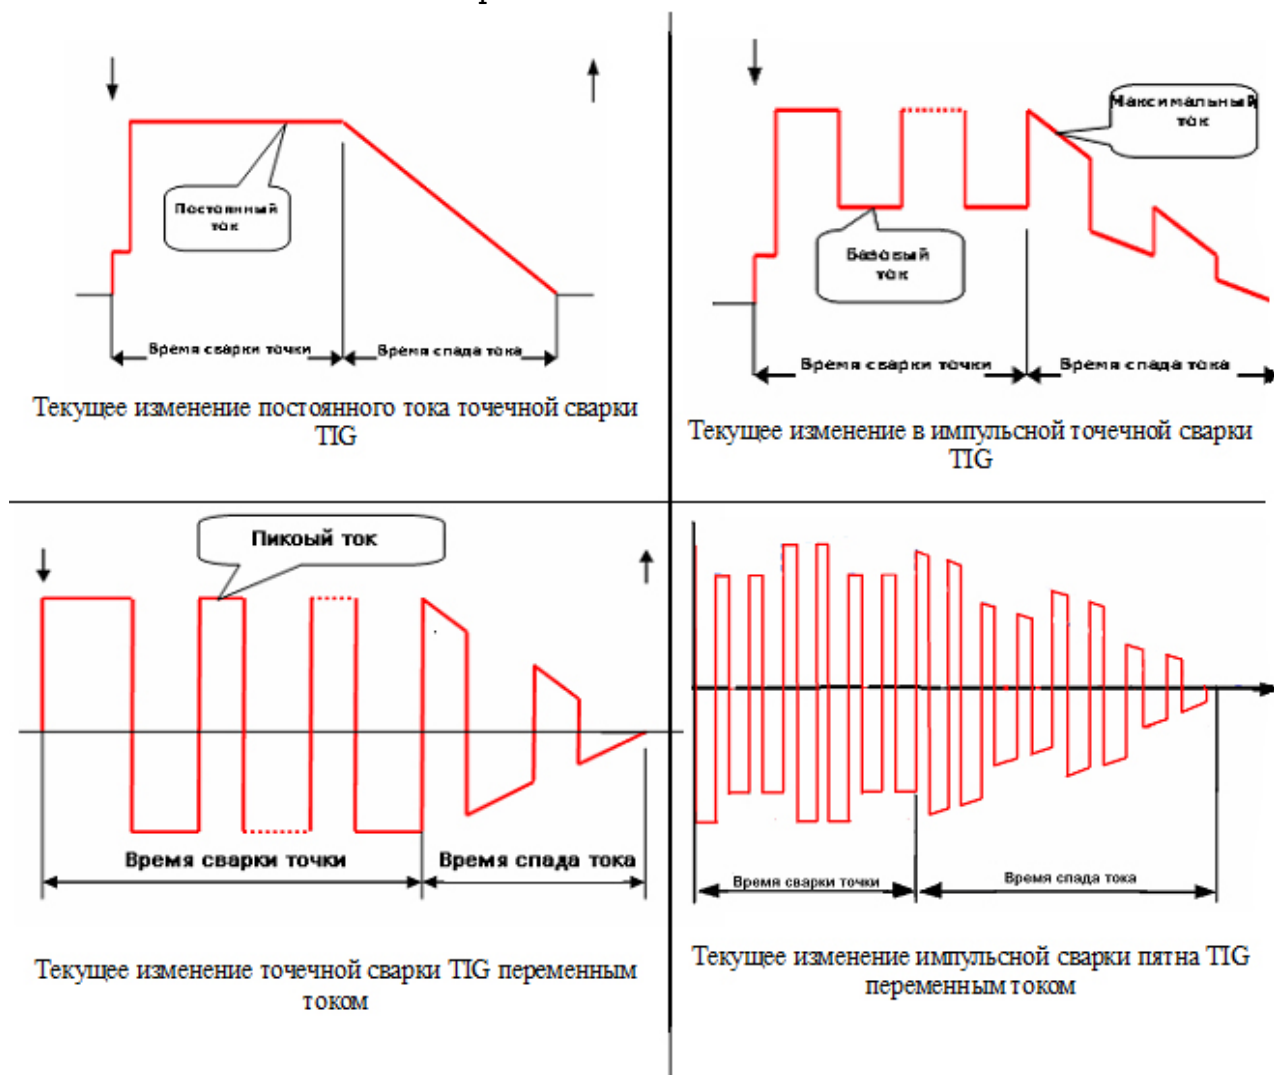 Постоянный
ток
Время сварки точки
Время спада тока
Текущее изменение постоянного тока точечной сварки
TIG
Максимальный
ток
Базовый
ток
Время сварки точки
Время спада тока
Текущее изменение в импульсной точечной сварки
TIG
Пикоый ток
Время сварки точки
Время спада тока
Текущее изменение точечной сварки TIG переменным
током
Время сварки точки
Время спада тока
Текущее изменение импульсной сварки пятна TIG
переменным током